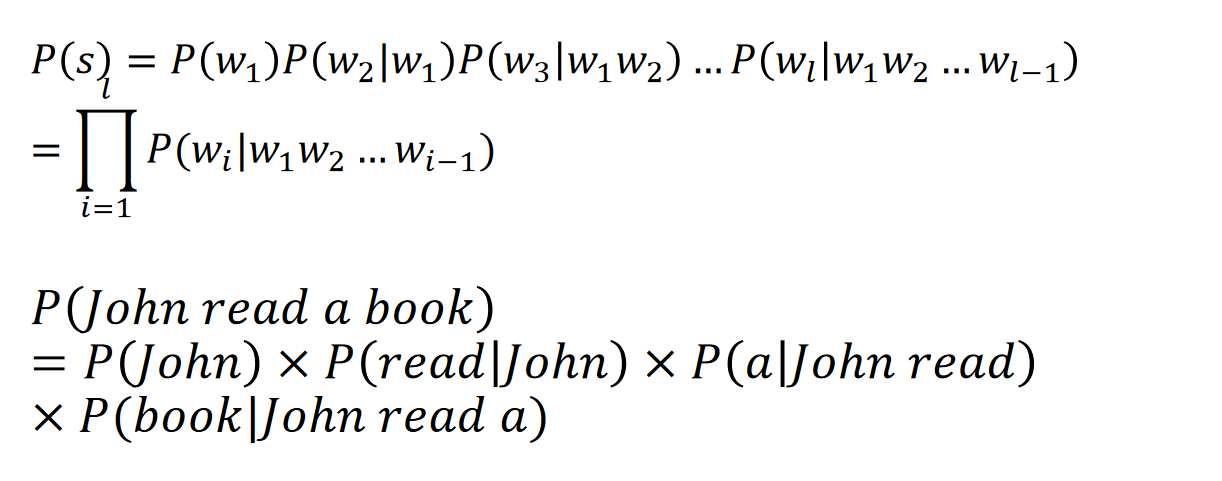 P(s) = P(w₁)P(w₂|w₁)P(w₃|w₁w₂) … P(wₗ|w₁w₂ … wₗ₋₁)
= ∏ᵢ₌₁ˡ P(wᵢ|w₁w₂ … wᵢ₋₁)
P(John read a book)
= P(John) × P(read|John) × P(a|John read)
× P(book|John read a)